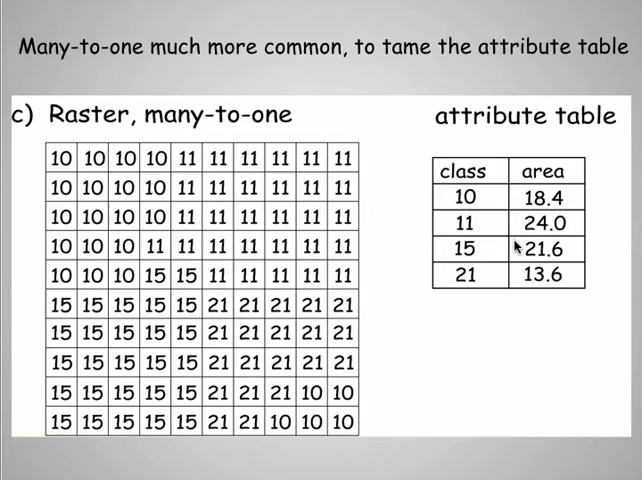 Many-to-one much more common, to tame the attribute table
c) Raster, many-to-one
10 10 10 10 11 11 11 11 11 11
10 10 10 10 11 11 11 11 11 11
10 10 10 10 11 11 11 11 11 11
10 10 10 11 11 11 11 11 11 11
10 10 10 15 15 11 11 11 11 11
15 15 15 15 15 21 21 21 21 21
15 15 15 15 15 21 21 21 21 21
15 15 15 15 15 21 21 21 21 21
15 15 15 15 15 21 21 21 10 10
15 15 15 15 15 21 21 10 10 10
attribute table
class area
10 18.4
11 24.0
15 21.6
21 13.6